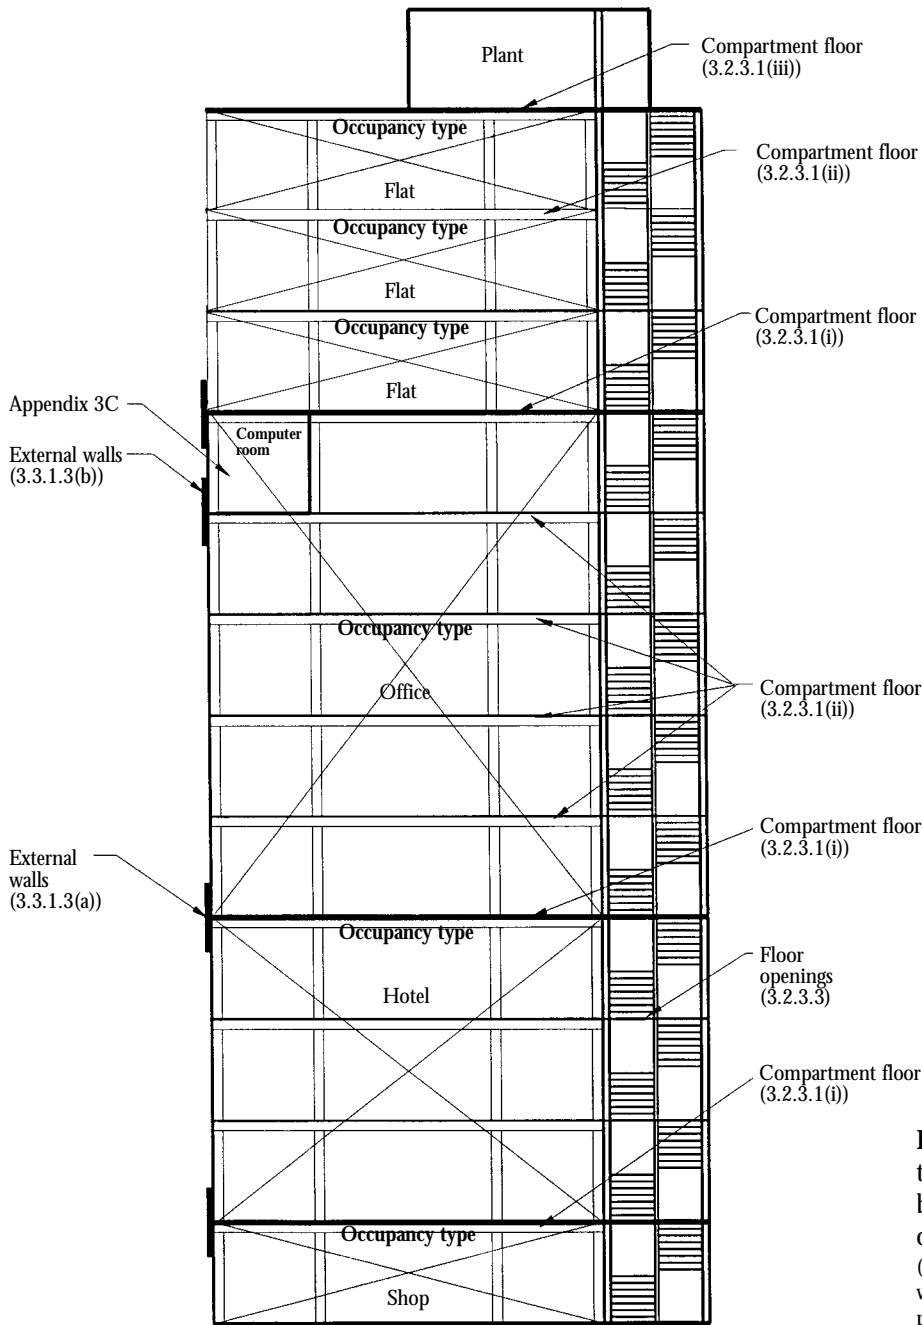 Plant
Compartment floor
(3.2.3.1(iii))
Occupancy type
Compartment floor
(3.2.3.1(ii))
Flat
Occupancy type
Flat
Compartment floor
(3.2.3.1(i))
Occupancy type
Flat
Appendix 3C
Computer
room
External walls
(3.3.1.3(b))
Occupancy type
Office
Compartment floor
(3.2.3.1(ii))
Compartment floor
(3.2.3.1(i))
External
walls
(3.3.1.3(a))
Occupancy type
Hotel
Floor
openings
(3.2.3.3)
Compartment floor
(3.2.3.1(i))
Occupancy type
Shop